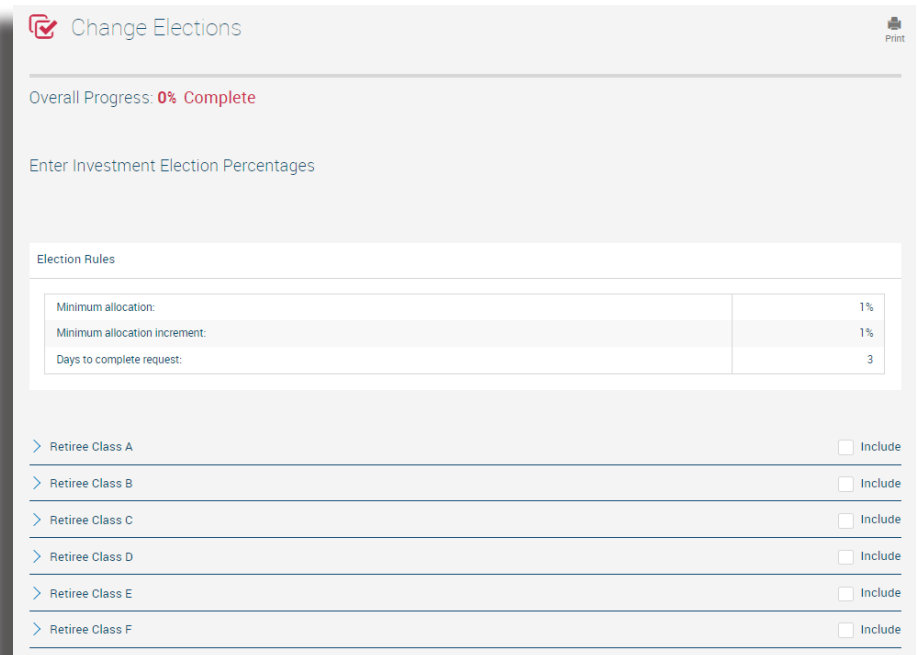 Change Elections
Print
Overall Progress: 0% Complete
Enter Investment Election Percentages
Election Rules
Minimum allocation: 1%
Minimum allocation increment: 1%
Days to complete request: 3
Retiree Class A Include
Retiree Class B Include
Retiree Class C Include
Retiree Class D Include
Retiree Class E Include
Retiree Class F Include